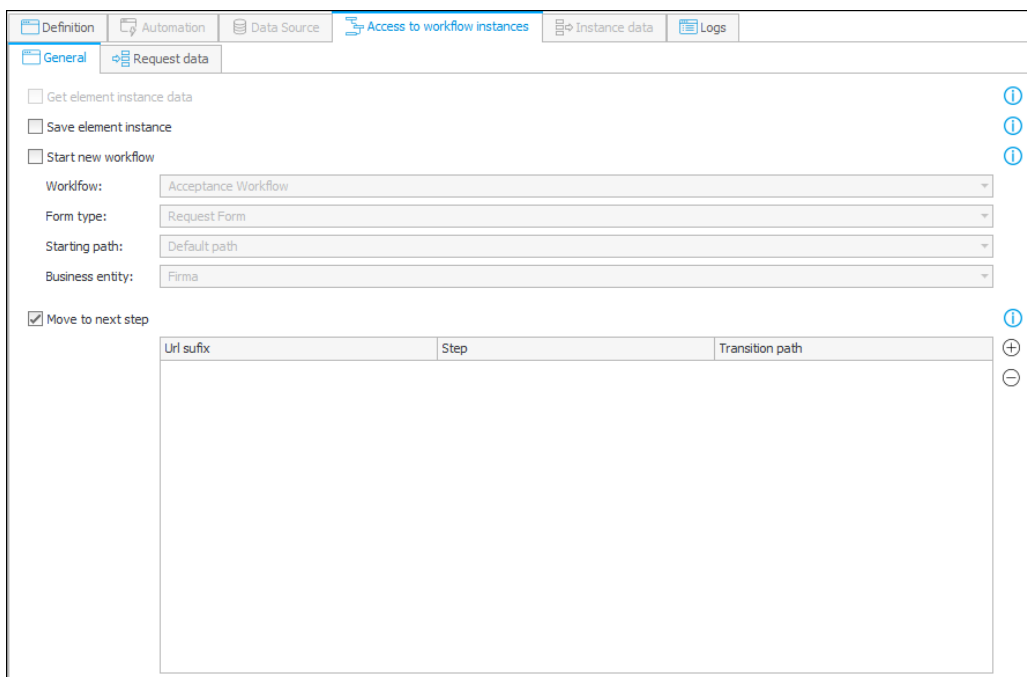 Definition Automation Data Source Access to workflow instances Instance data Logs
General Request data
Get element instance data
Save element instance
Start new workflow
Worklfow: Acceptance Workflow
Form type: Request Form
Starting path: Default path
Business entity: Firma
Move to next step
Url sufix Step Transition path